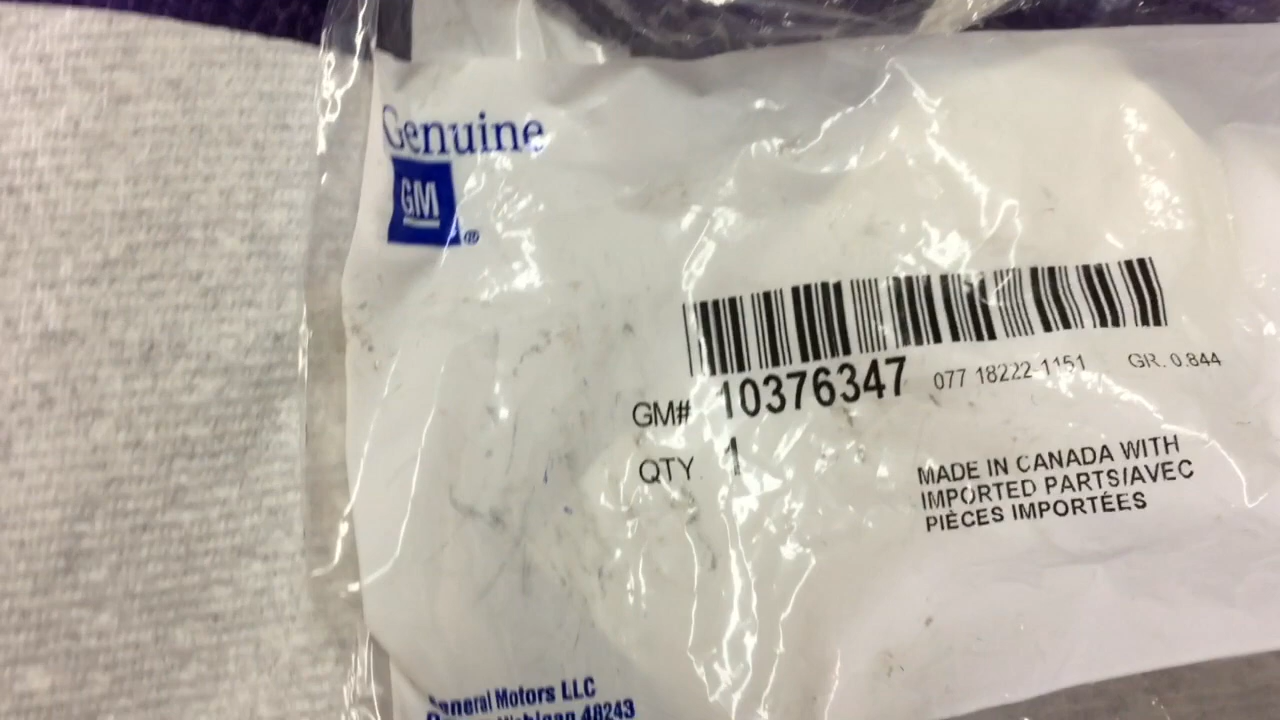 Genuine
GM ®
GM# 10376347 077 18222-1151 GR. 0.844
QTY 1
MADE IN CANADA WITH
IMPORTED PARTS/AVEC
PIÈCES IMPORTÉES
General Motors LLC
48243